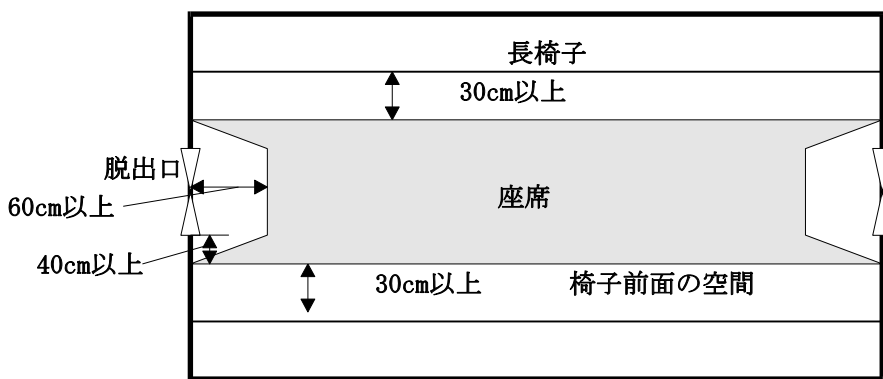 長椅子
30cm以上
脱出口
60cm以上
座席
40cm以上
30cm以上
椅子前面の空間